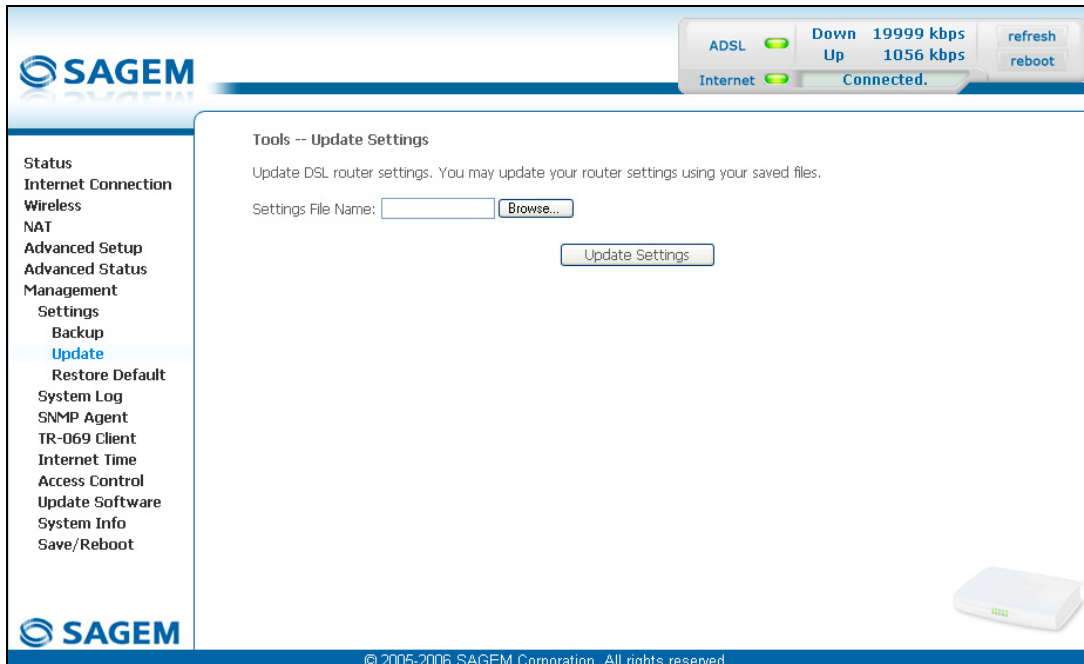 SAGEM
ADSL
Down 19999 kbps
Up 1056 kbps
refresh
reboot
Internet
Connected.
Status
Internet Connection
Wireless
NAT
Advanced Setup
Advanced Status
Management
Settings
Backup
Update
Restore Default
System Log
SNMP Agent
TR-069 Client
Internet Time
Access Control
Update Software
System Info
Save/Reboot
Tools -- Update Settings
Update DSL router settings. You may update your router settings using your saved files.
Settings File Name: Browse...
Update Settings
SAGEM
© 2005-2006 SAGEM Corporation. All rights reserved